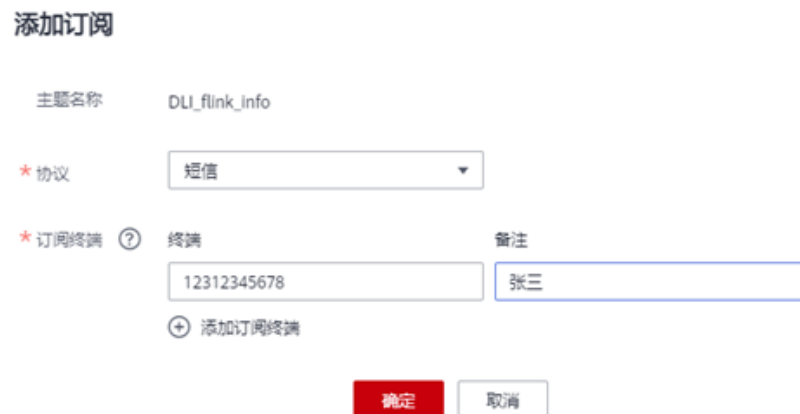 添加订阅
主题名称 DLI_flink_info
* 协议 短信
* 订阅终端 ? 终端 备注
12312345678 张三
添加订阅终端
确定 取消